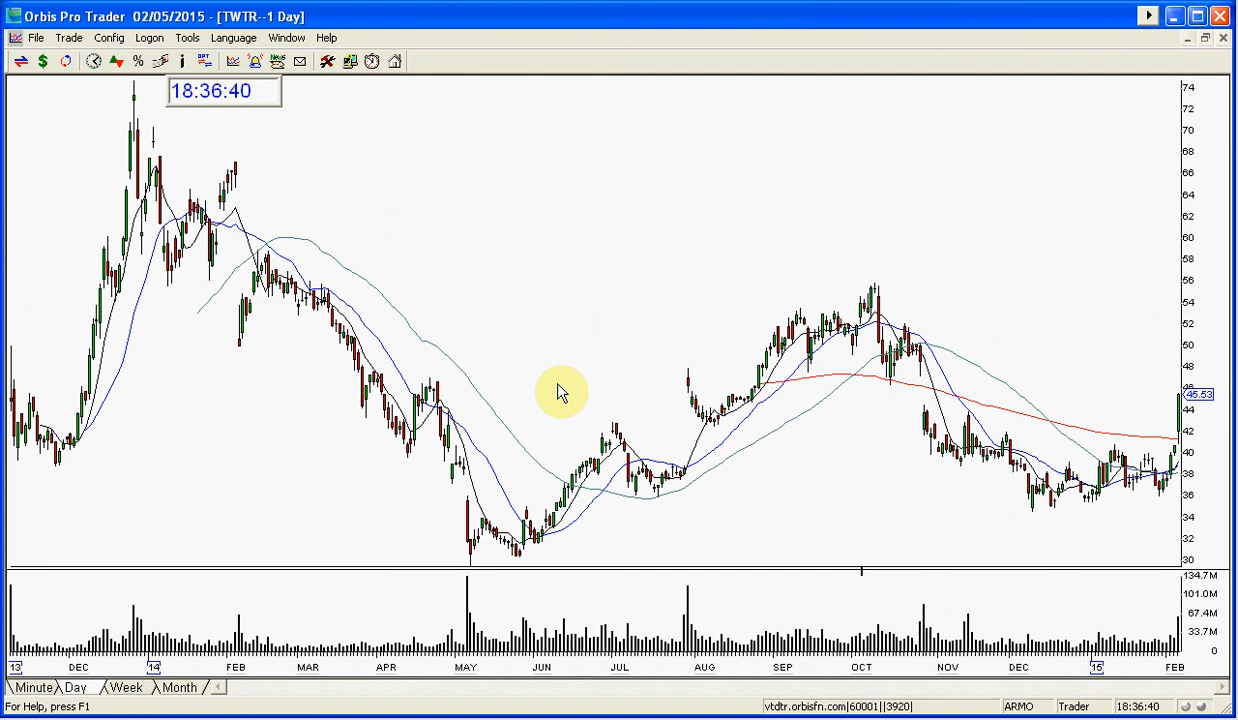 Orbis Pro Trader 02/05/2015 - [TWTR--1 Day]
File Trade Config Logon Tools Language Window Help
OPT News
18:36:40
74
72
70
68
66
64
62
60
58
56
54
52
50
48
46
45.53
44
42
40
38
36
34
32
30
134.7M
101.0M
67.4M
33.7M
0
13 DEC 14 FEB MAR APR MAY JUN JUL AUG SEP OCT NOV DEC 15 FEB
Minute Day Week Month
For Help, press F1 vtdtr.orbisfn.com|60001||3920| ARMO Trader 18:36:40